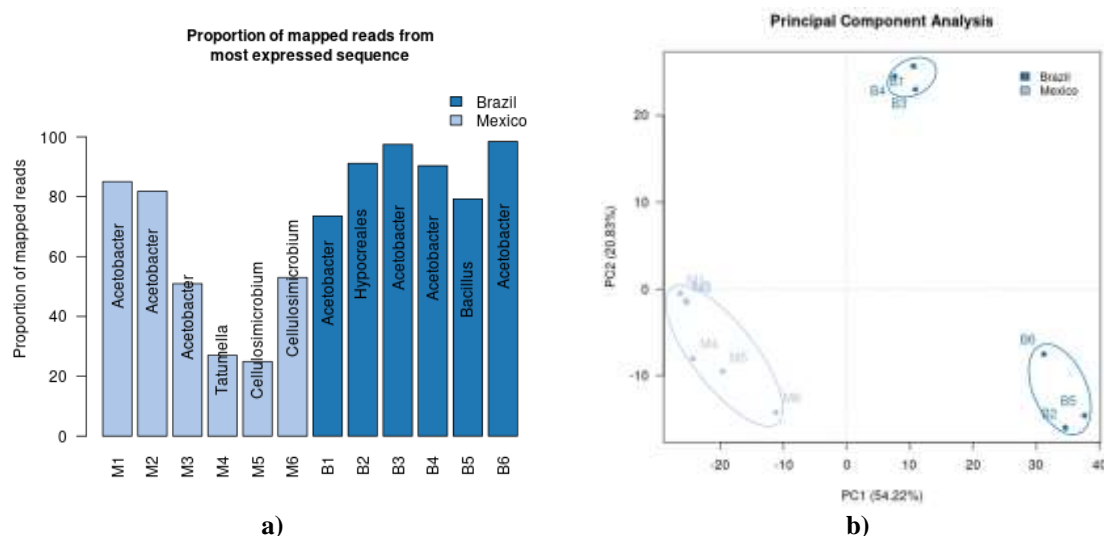 Proportion of mapped reads from
most expressed sequence
Brazil
Mexico
Proportion of mapped reads
100
80
60
40
20
0
Acetobacter
Acetobacter
Acetobacter
Tatumella
Cellulosimicrobium
Cellulosimicrobium
Acetobacter
Hypocreales
Acetobacter
Acetobacter
Bacillus
Acetobacter
M1
M2
M3
M4
M5
M6
B1
B2
B3
B4
B5
B6
a)
Principal Component Analysis
Brazil
Mexico
PC2 (20.83%)
20
10
0
-10
B1
B4
B3
M4
M5
M6
B6
B5
B2
-20
-10
0
10
20
30
40
PC1 (54.22%)
b)